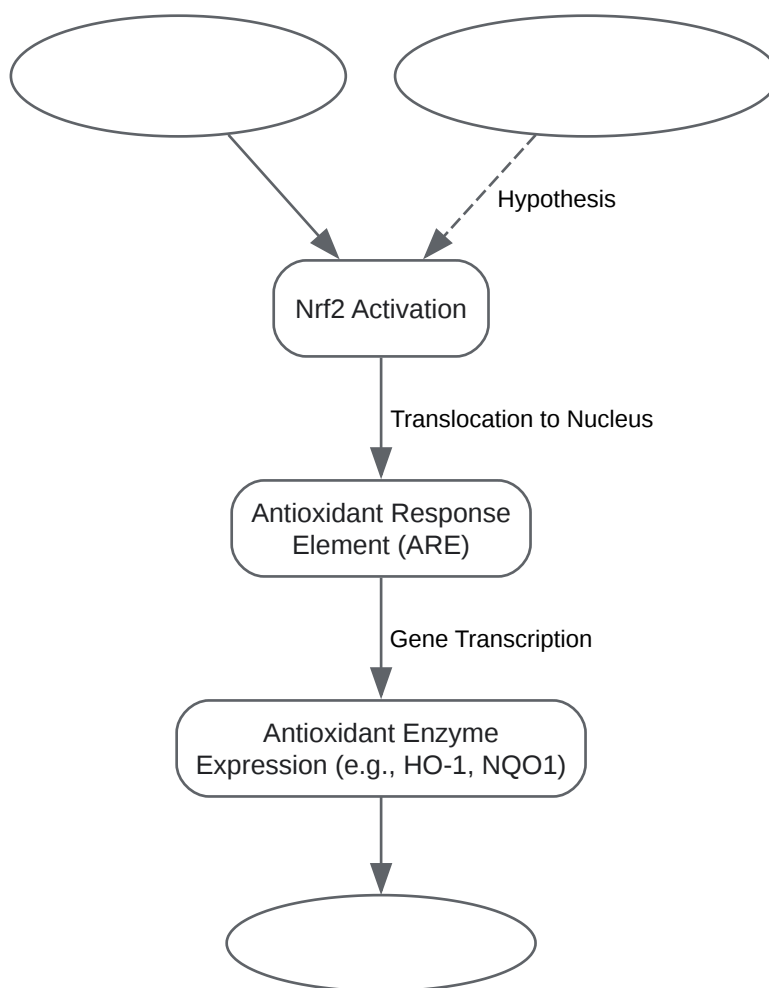 Hypothesis
Nrf2 Activation
Translocation to Nucleus
Antioxidant Response
Element (ARE)
Gene Transcription
Antioxidant Enzyme
Expression (e.g., HO-1, NQO1)